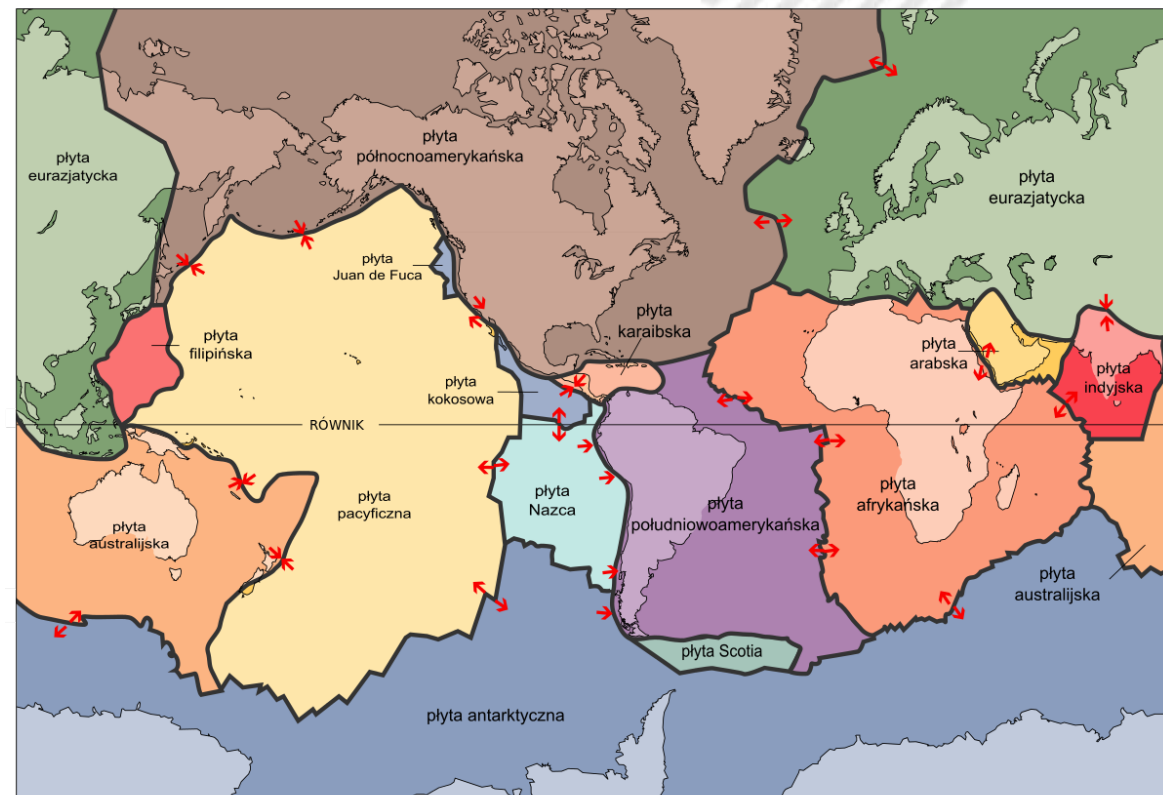 płyta
północnoamerykańska
płyta
eurazjatycka
płyta
eurazjatycka
płyta
Juan de Fuca
płyta
karaibska
płyta
filipińska
płyta
arabska
płyta
indyjska
płyta
kokosowa
RÓWNIK
płyta
Nazca
płyta
pacyficzna
płyta
południowoamerykańska
płyta
afrykańska
płyta
australijska
płyta
australijska
płyta Scotia
płyta antarktyczna